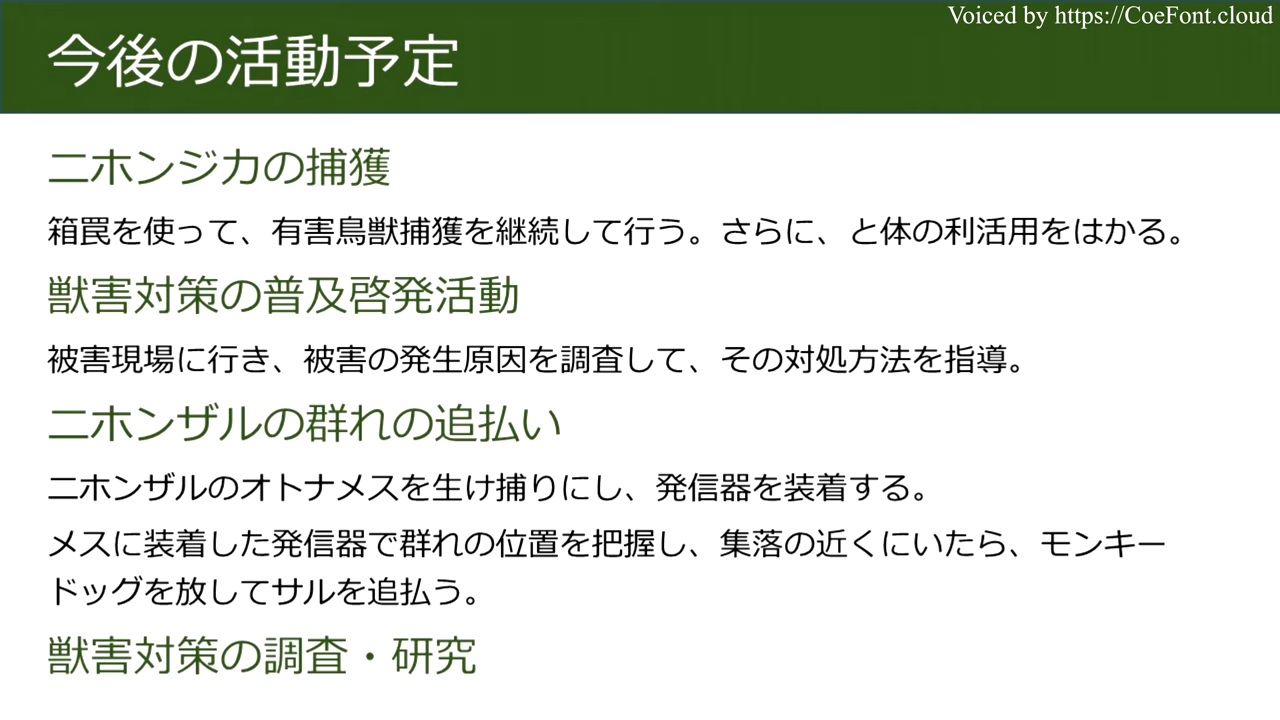 Voiced by https://CoeFont.cloud
今後の活動予定
ニホンジカの捕獲
箱罠を使って、有害鳥獣捕獲を継続して行う。さらに、と体の利活用をはかる。
獣害対策の普及啓発活動
被害現場に行き、被害の発生原因を調査して、その対処方法を指導。
ニホンザルの群れの追払い
ニホンザルのオトナメスを生け捕りにし、発信器を装着する。
メスに装着した発信器で群れの位置を把握し、集落の近くにいたら、モンキー
ドッグを放してサルを追払う。
獣害対策の調査・研究